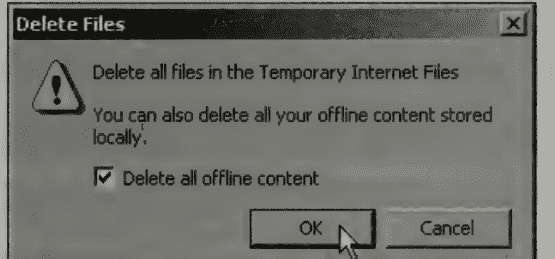 Delete Files
Delete all files in the Temporary Internet Files
You can also delete all your offline content stored
locally.
Delete all offline content
OK
Cancel